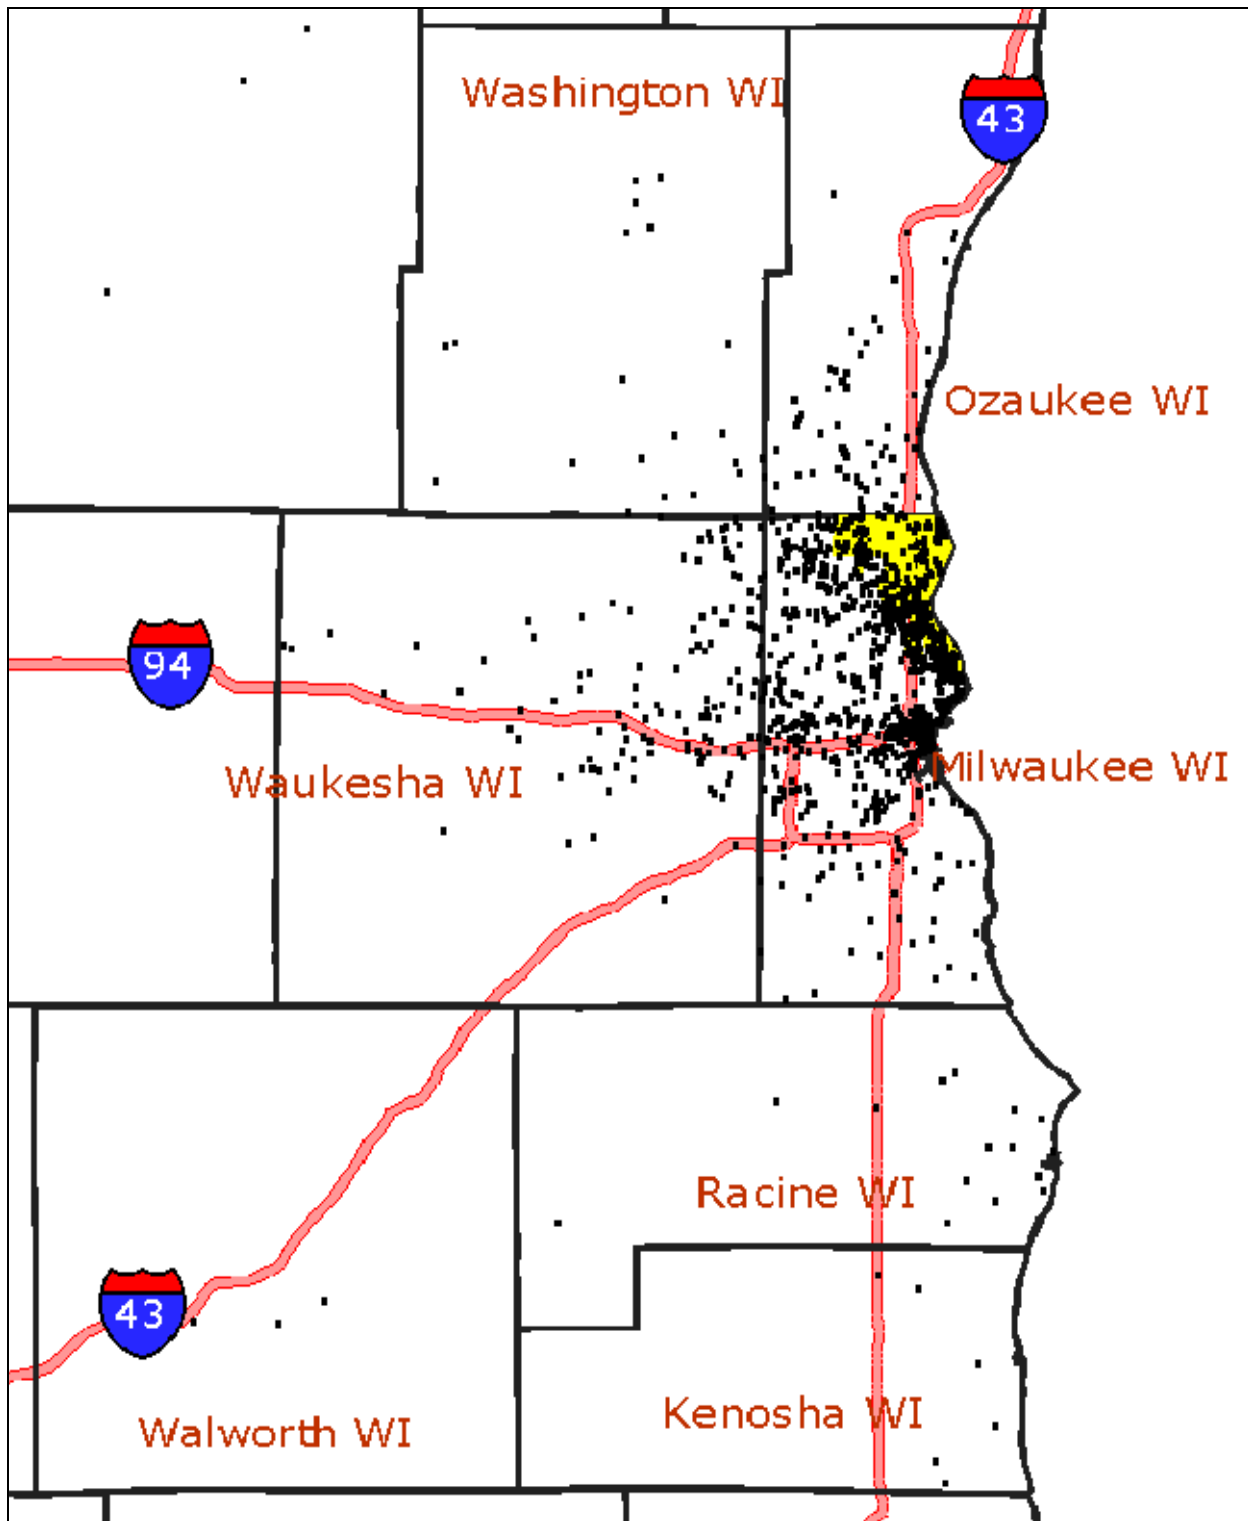 Washington WI
43
Ozaukee WI
94
Waukesha WI
Milwaukee WI
Racine WI
43
Kenosha WI
Walworth WI